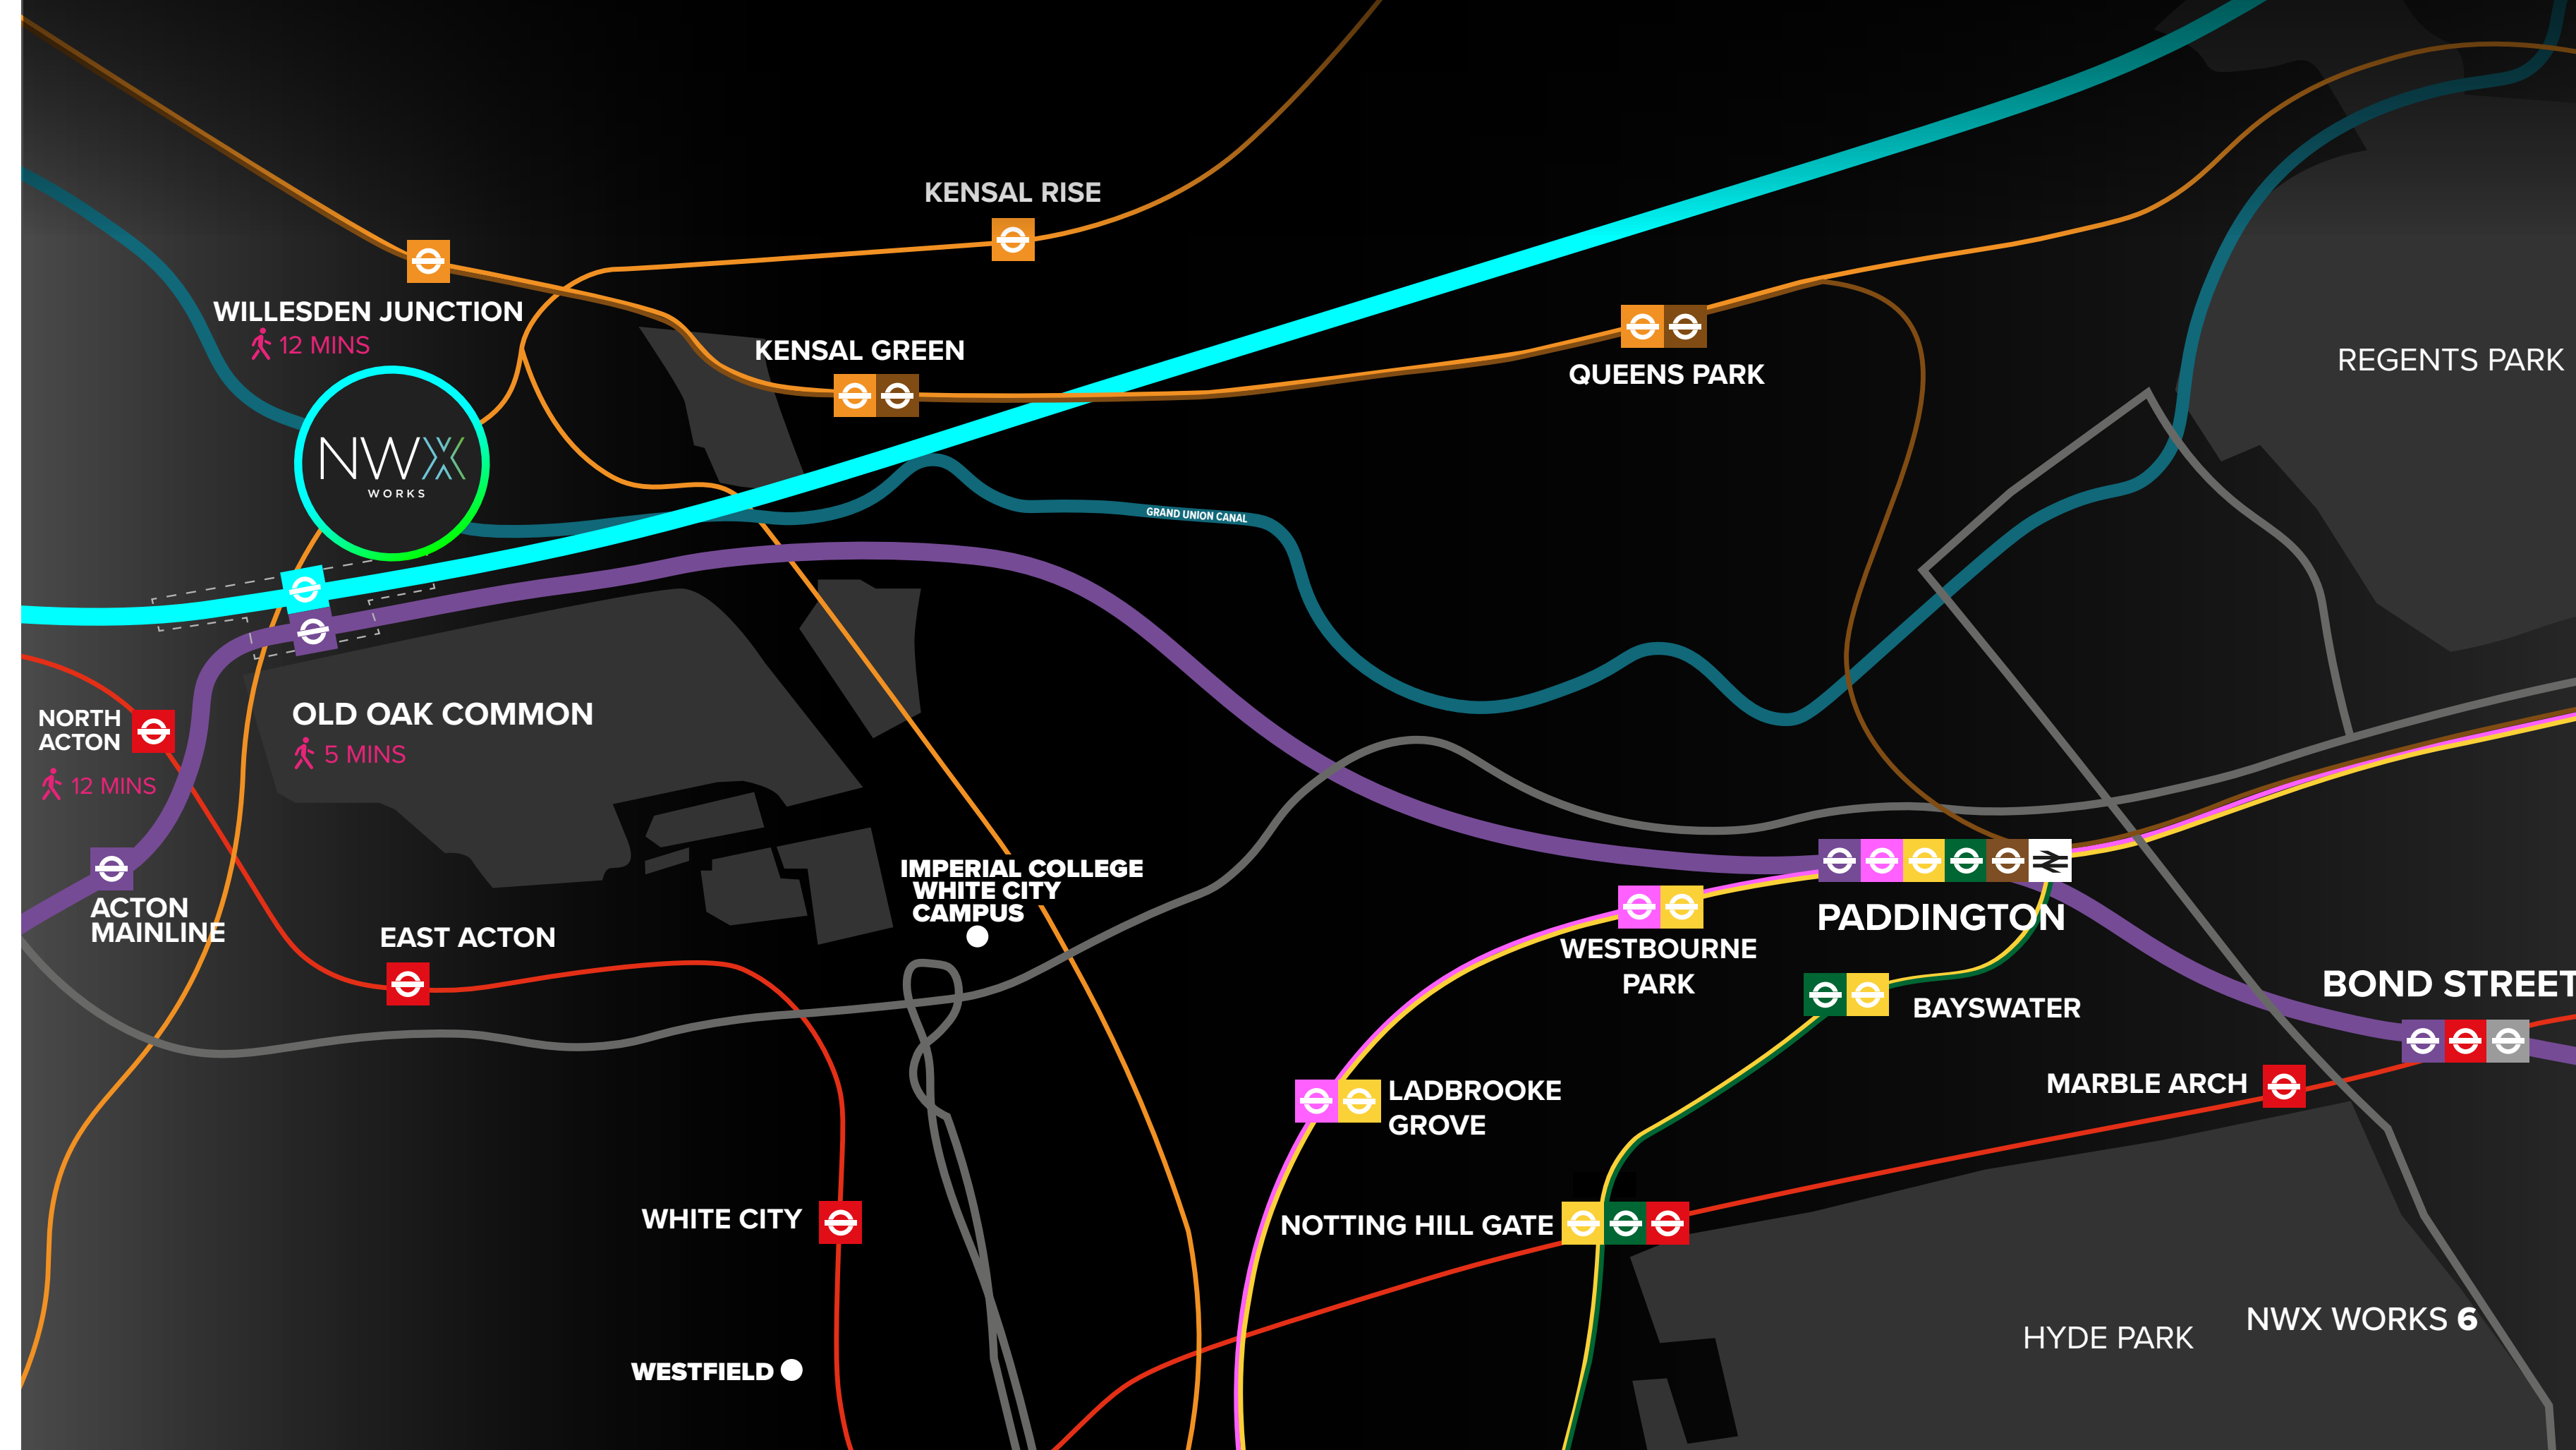 KENSAL RISE
WILLESDEN JUNCTION
12 MINS
KENSAL GREEN
QUEENS PARK
REGENTS PARK
NWX
WORKS
GRAND UNION CANAL
NORTH
ACTON
12 MINS
OLD OAK COMMON
5 MINS
ACTON
MAINLINE
IMPERIAL COLLEGE
WHITE CITY
CAMPUS
EAST ACTON
PADDINGTON
WESTBOURNE
PARK
BOND STREET
BAYSWATER
LADBROOKE
GROVE
MARBLE ARCH
WHITE CITY
NOTTING HILL GATE
HYDE PARK
NWX WORKS 6
WESTFIELD